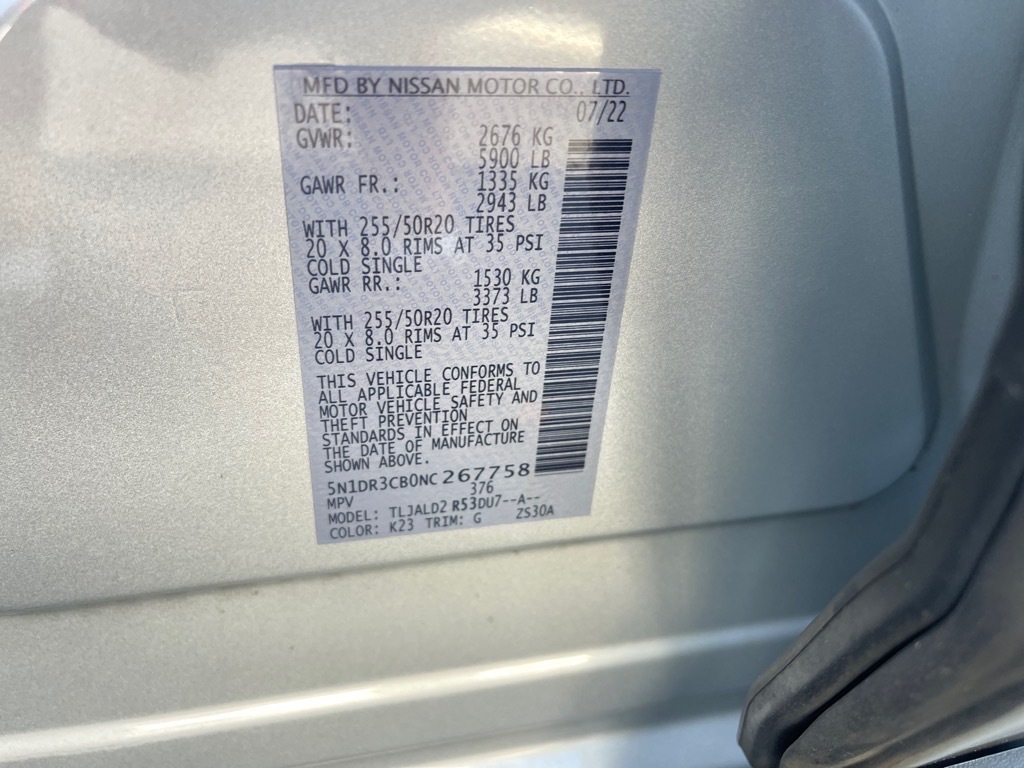 MFD BY NISSAN MOTOR CO., LTD.
DATE: 07/22
GVWR: 2676 KG
5900 LB
GAWR FR.: 1335 KG
2943 LB
WITH 255/50R20 TIRES
20 X 8.0 RIMS AT 35 PSI
COLD SINGLE
GAWR RR.: 1530 KG
3373 LB
WITH 255/50R20 TIRES
20 X 8.0 RIMS AT 35 PSI
COLD SINGLE
THIS VEHICLE CONFORMS TO
ALL APPLICABLE FEDERAL
MOTOR VEHICLE SAFETY AND
THEFT PREVENTION
STANDARDS IN EFFECT ON
THE DATE OF MANUFACTURE
SHOWN ABOVE.
5N1DR3CB0NC 267758
MPV 376
MODEL: TLJALD2 R53DU7--A--
COLOR: K23 TRIM: G ZS30A